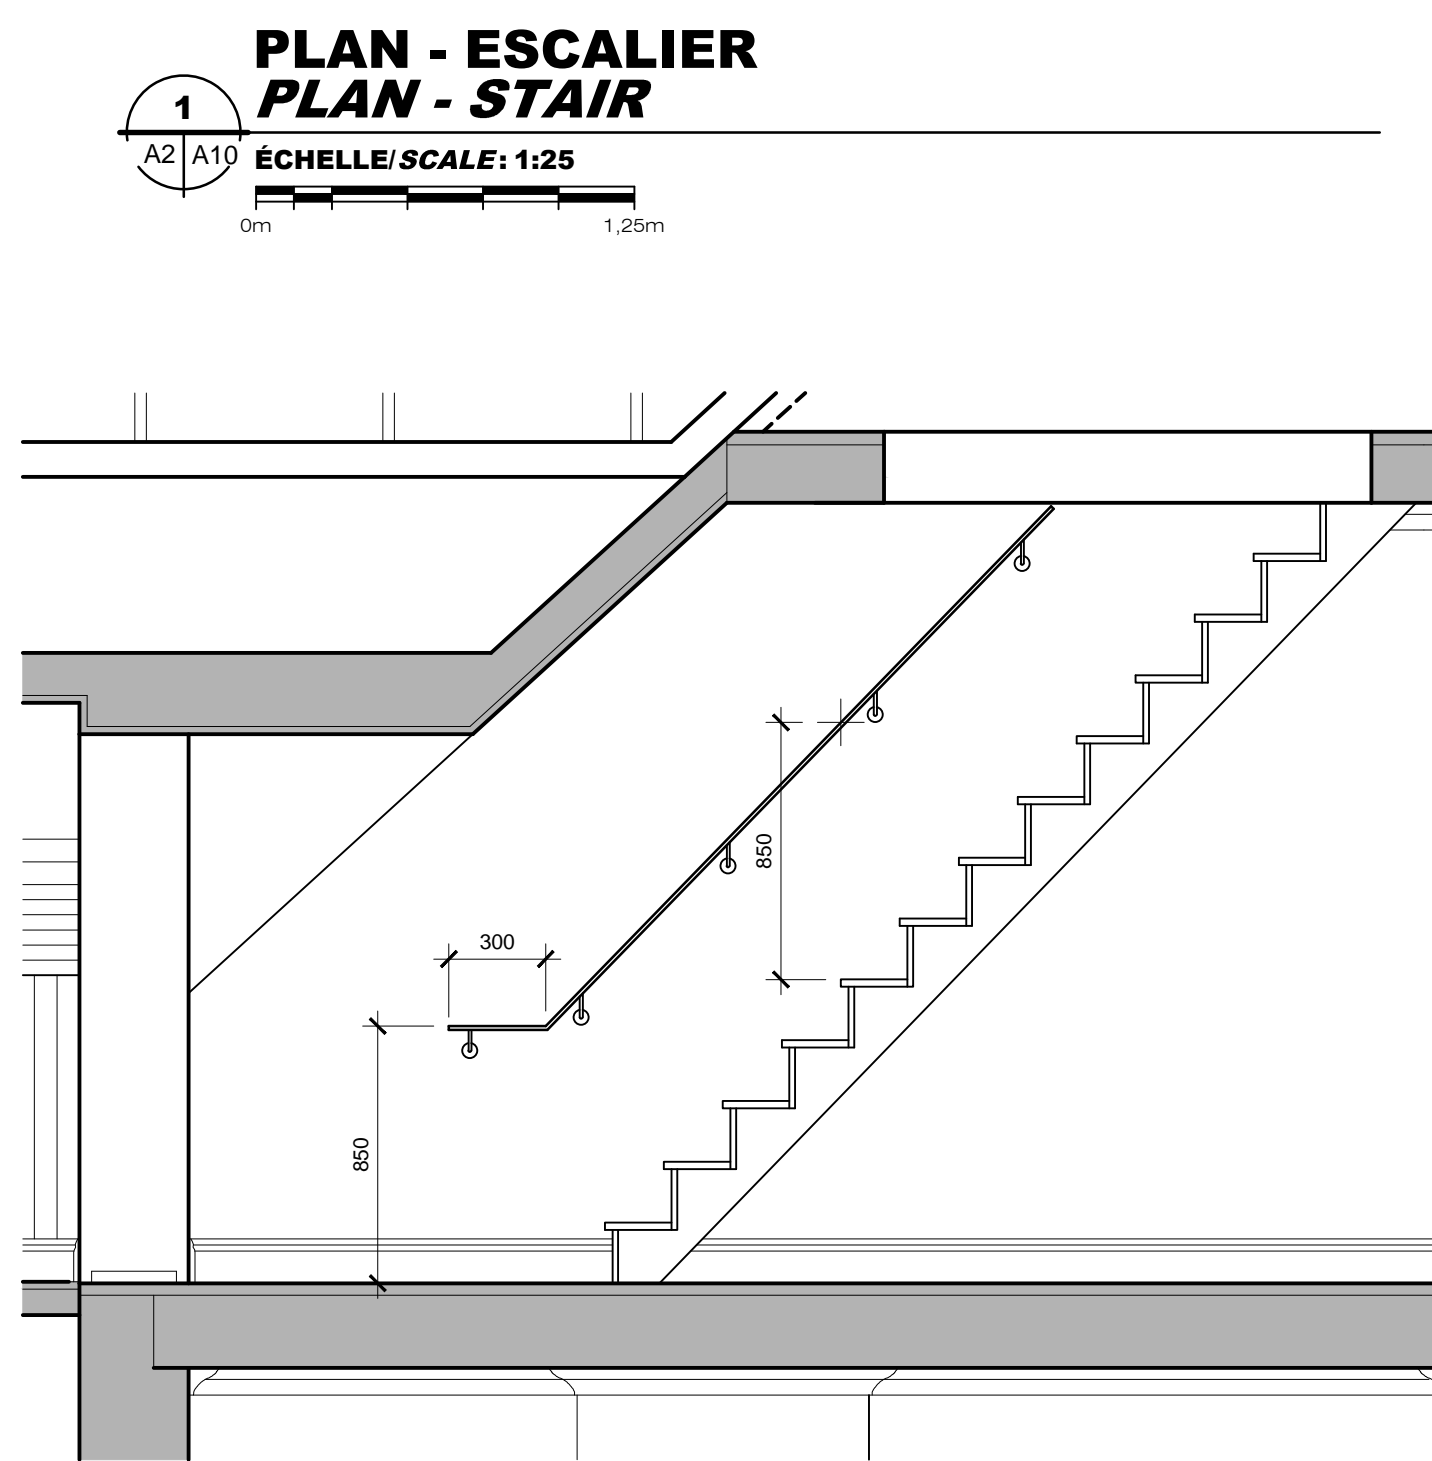 PLAN - ESCALIER
PLAN - STAIR
1
A2 A10
ÉCHELLE/SCALE: 1:25
0m 1,25m
850
300
850